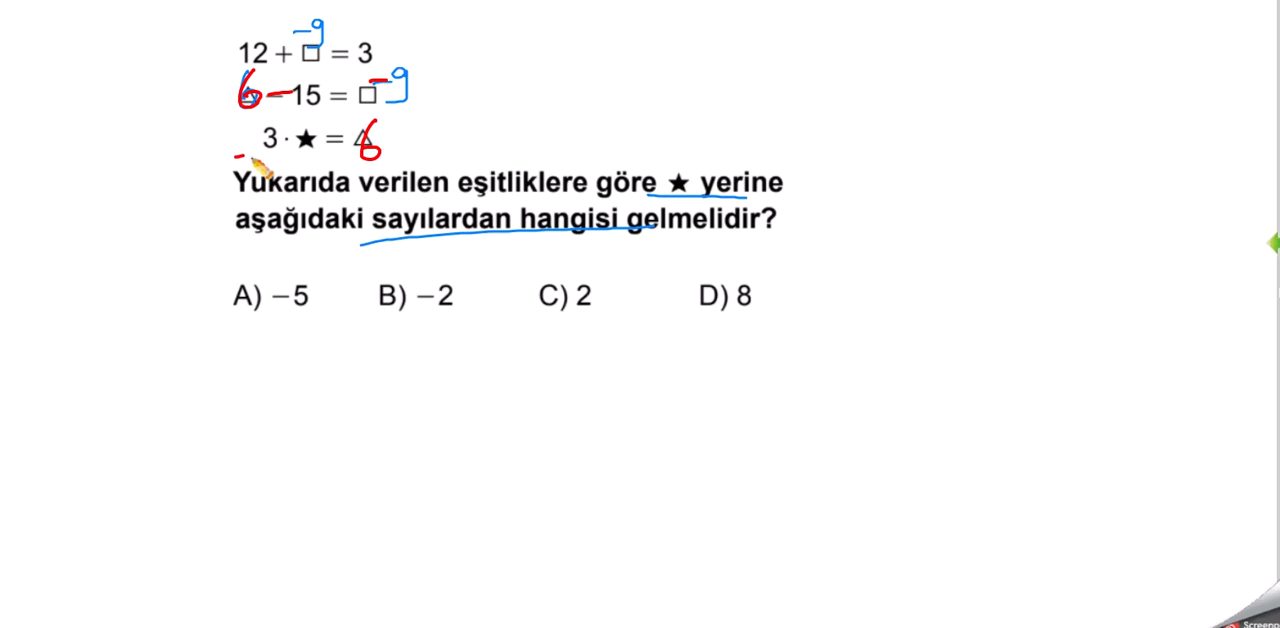 −9
12 + □ = 3
6 − 15 = □ −9
3 · ★ = △ 6
Yukarıda verilen eşitliklere göre ★ yerine
aşağıdaki sayılardan hangisi gelmelidir?
A) −5 B) −2 C) 2 D) 8